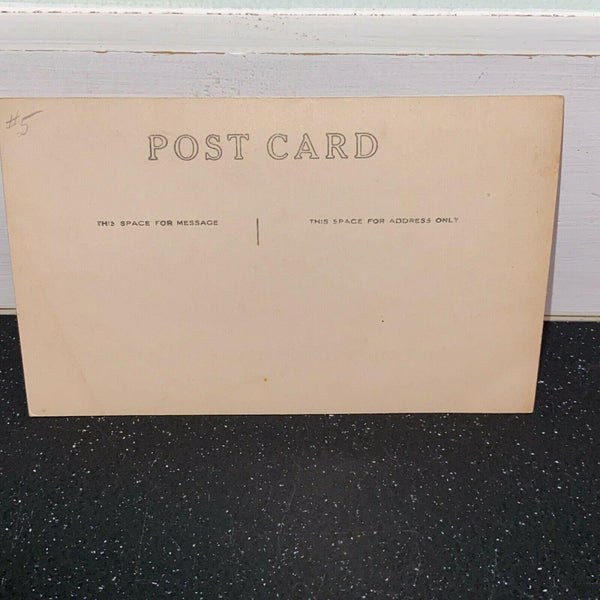 #5
POST CARD
THIS SPACE FOR MESSAGE
THIS SPACE FOR ADDRESS ONLY